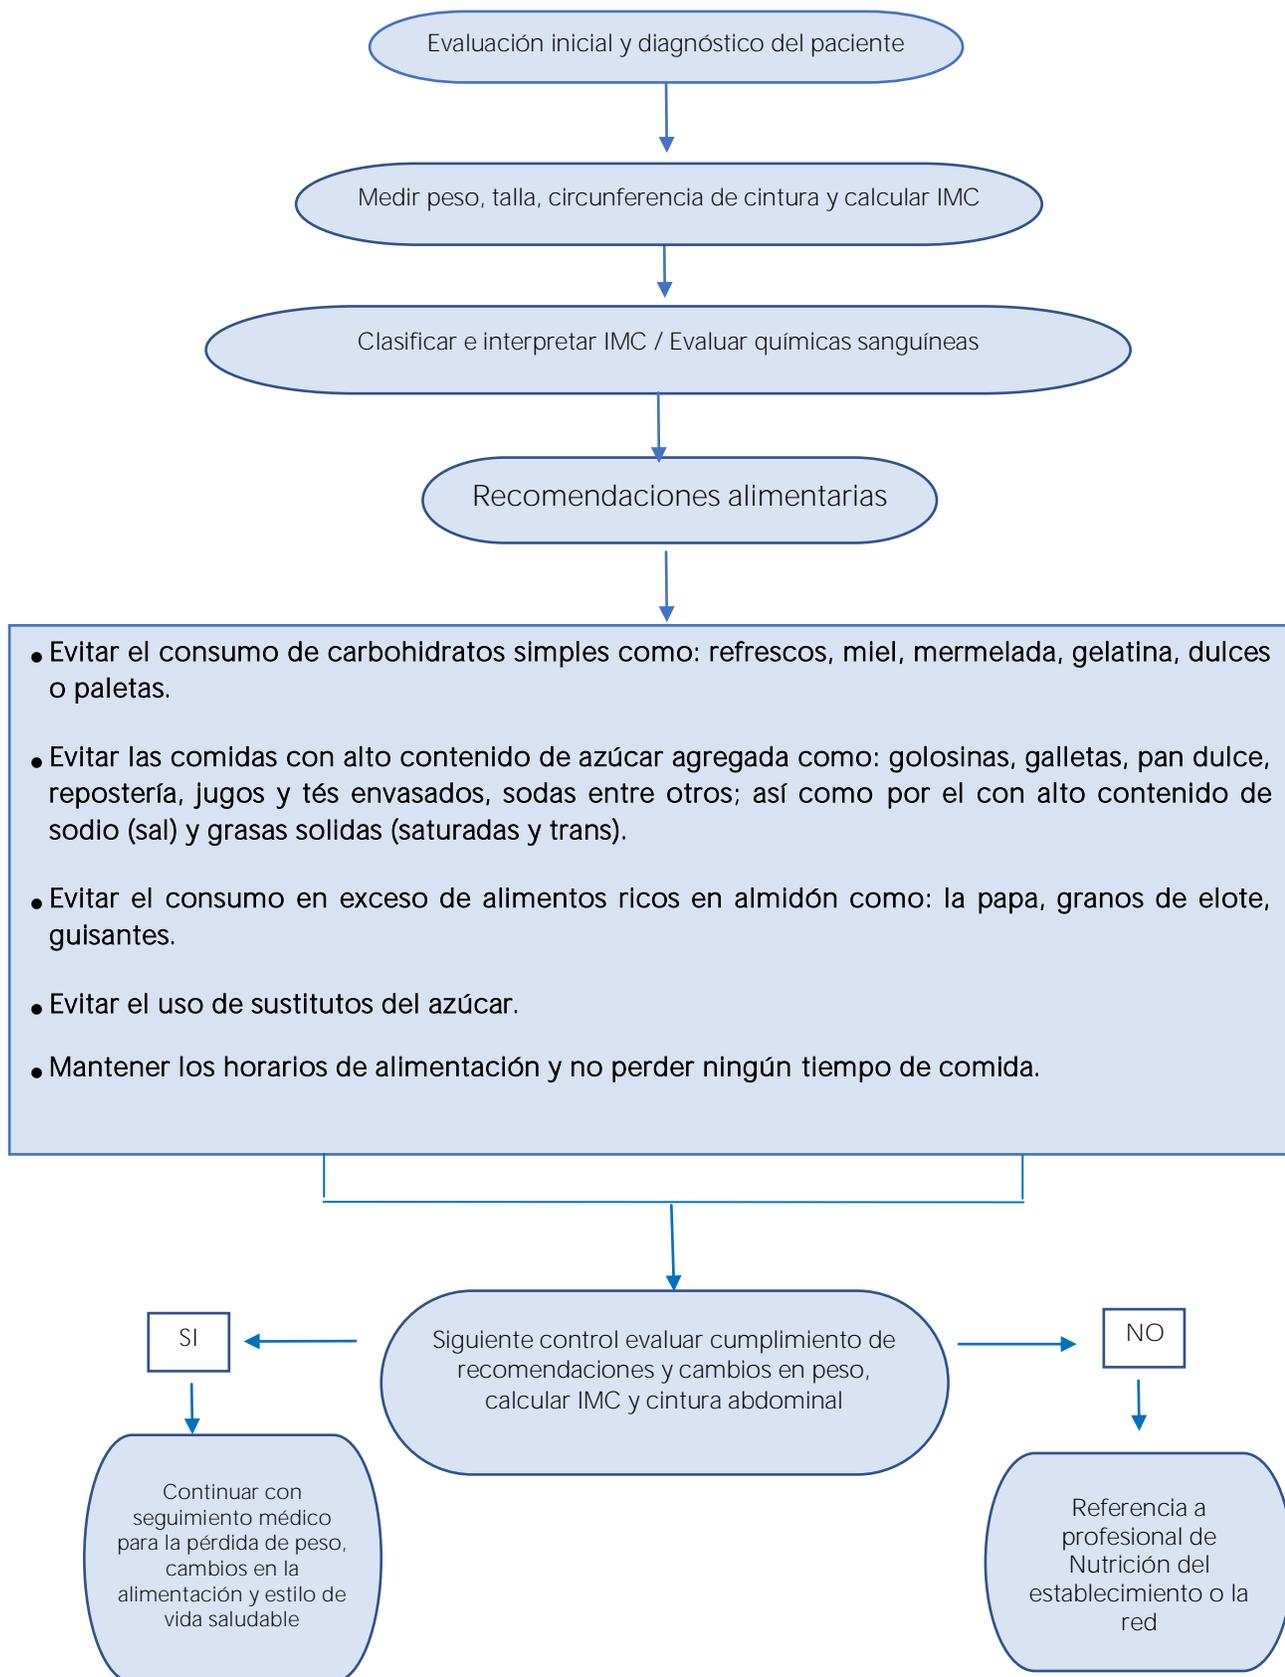 Evaluación inicial y diagnóstico del paciente
Medir peso, talla, circunferencia de cintura y calcular IMC
Clasificar e interpretar IMC / Evaluar químicas sanguíneas
Recomendaciones alimentarias
• Evitar el consumo de carbohidratos simples como: refrescos, miel, mermelada, gelatina, dulces
o paletas.
• Evitar las comidas con alto contenido de azúcar agregada como: golosinas, galletas, pan dulce,
repostería, jugos y tés envasados, sodas entre otros; así como por el con alto contenido de
sodio (sal) y grasas solidas (saturadas y trans).
• Evitar el consumo en exceso de alimentos ricos en almidón como: la papa, granos de elote,
guisantes.
• Evitar el uso de sustitutos del azúcar.
• Mantener los horarios de alimentación y no perder ningún tiempo de comida.
Siguiente control evaluar cumplimiento de
recomendaciones y cambios en peso,
calcular IMC y cintura abdominal
SI
NO
Continuar con
seguimiento médico
para la pérdida de peso,
cambios en la
alimentación y estilo de
vida saludable
Referencia a
profesional de
Nutrición del
establecimiento o la
red